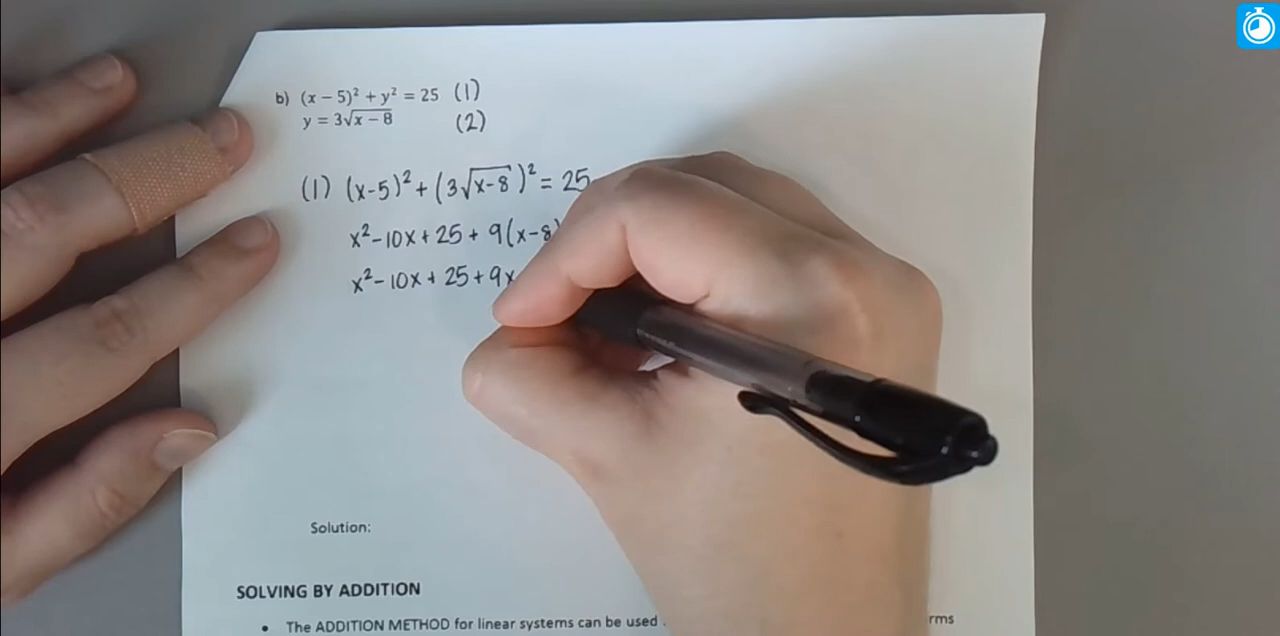 b) (x − 5)² + y² = 25 (1)
y = 3√x − 8 (2)
(1) (x-5)² + (3√x-8)² = 25
x² - 10x + 25 + 9(x-8)
x² - 10x + 25 + 9x
Solution:
SOLVING BY ADDITION
• The ADDITION METHOD for linear systems can be used
rms